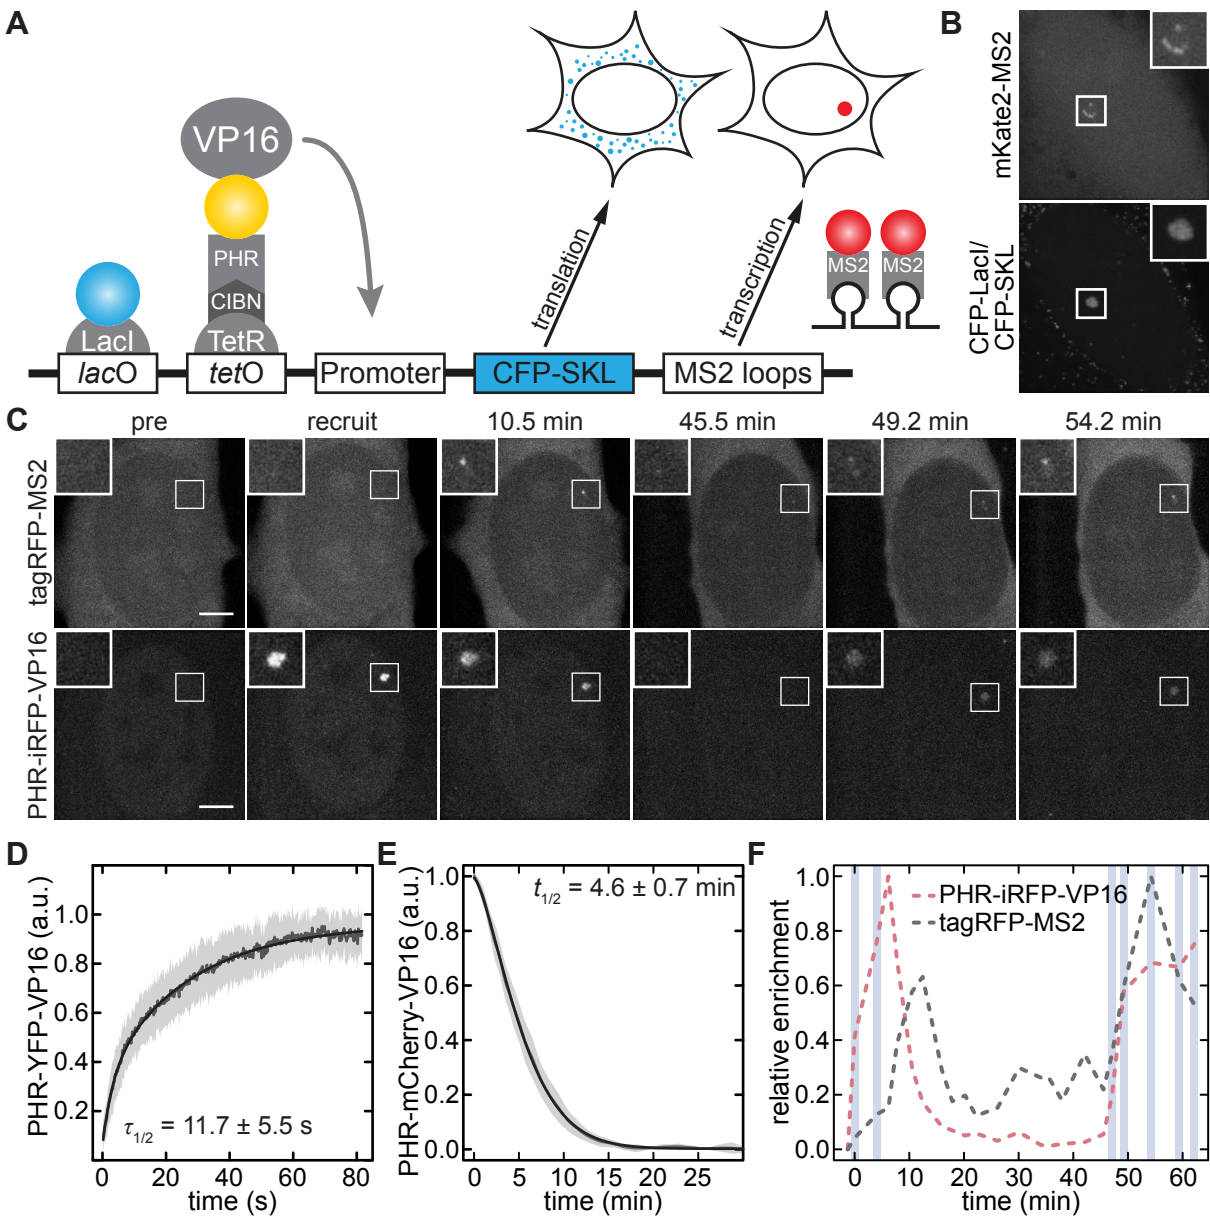 A
VP16
PHR
CIBN
LacI
TetR
lacO
tetO
Promoter
CFP-SKL
MS2 loops
translation
transcription
MS2
MS2
B
mKate2-MS2
CFP-LacI/
CFP-SKL
C
pre
recruit
10.5 min
45.5 min
49.2 min
54.2 min
tagRFP-MS2
PHR-iRFP-VP16
D
PHR-YFP-VP16 (a.u.)
1.0
0.8
0.6
0.4
0.2
τ1/2 = 11.7 ± 5.5 s
0 20 40 60 80
time (s)
E
PHR-mCherry-VP16 (a.u.)
1.0
0.8
0.6
0.4
0.2
0.0
t1/2 = 4.6 ± 0.7 min
0 5 10 15 20 25
time (min)
F
relative enrichment
1.0
0.8
0.6
0.4
0.2
0.0
PHR-iRFP-VP16
tagRFP-MS2
0 10 20 30 40 50 60
time (min)